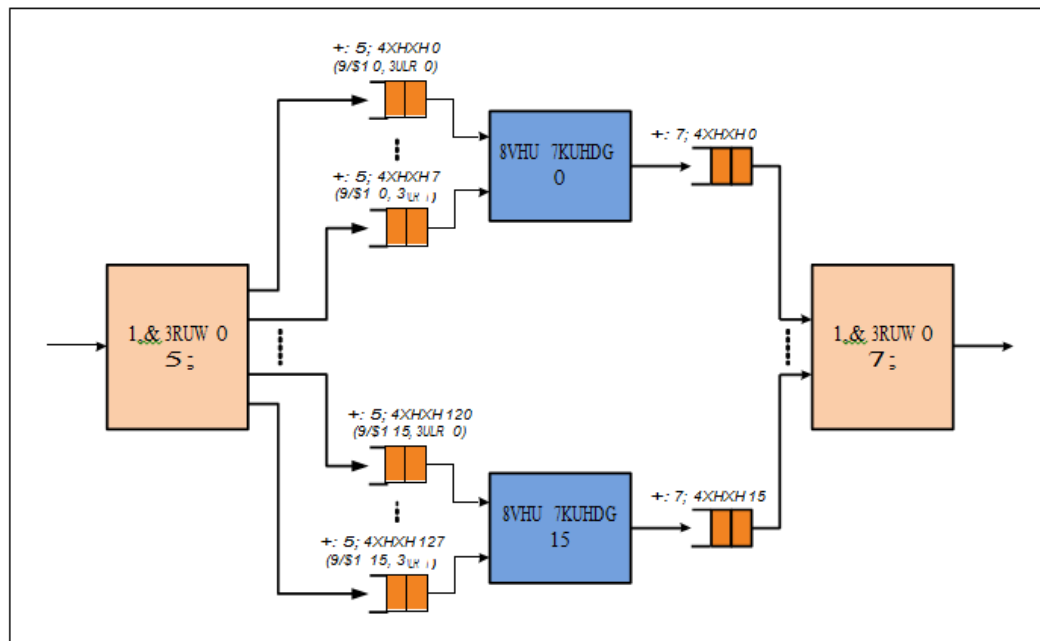 +: 5; 4XHXH 0
(9/$1 0, 3ULR 0)
+: 5; 4XHXH 7
(9/$1 0, 3
8VHU 7KUHDG
0
+: 7; 4XHXH 0
1,& 3RUW 0
5;
1,& 3RUW 0
7;
+: 5; 4XHXH 120
(9/$1 15, 3ULR 0)
+: 5; 4XHXH 127
(9/$1 15, 3
8VHU 7KUHDG
15
+: 7; 4XHXH 15